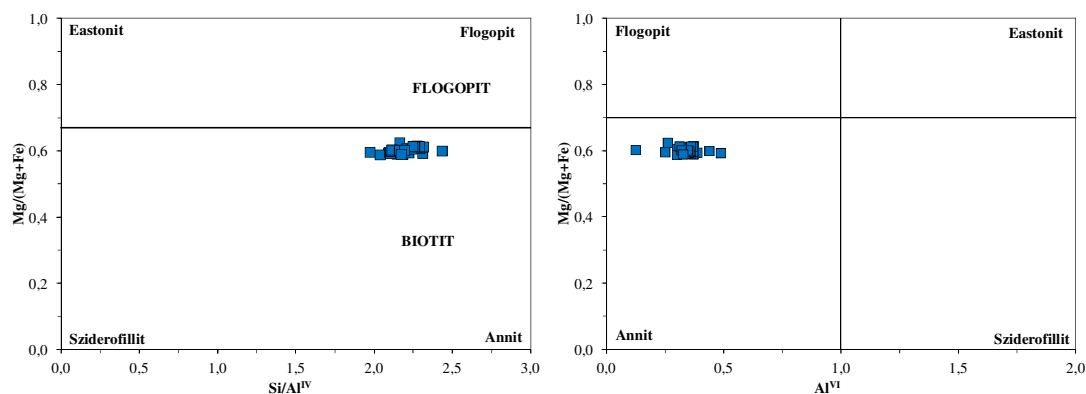 1,0
0,8
0,6
0,4
0,2
0,0
Mg/(Mg+Fe)
Eastonit
Flogopit
FLOGOPIT
BIOTIT
Sziderofillit
Annit
0,0 0,5 1,0 1,5 2,0 2,5 3,0
Si/Al^IV
1,0
0,8
0,6
0,4
0,2
0,0
Mg/(Mg+Fe)
Flogopit
Eastonit
Annit
Sziderofillit
0,0 0,5 1,0 1,5 2,0
Al^VI